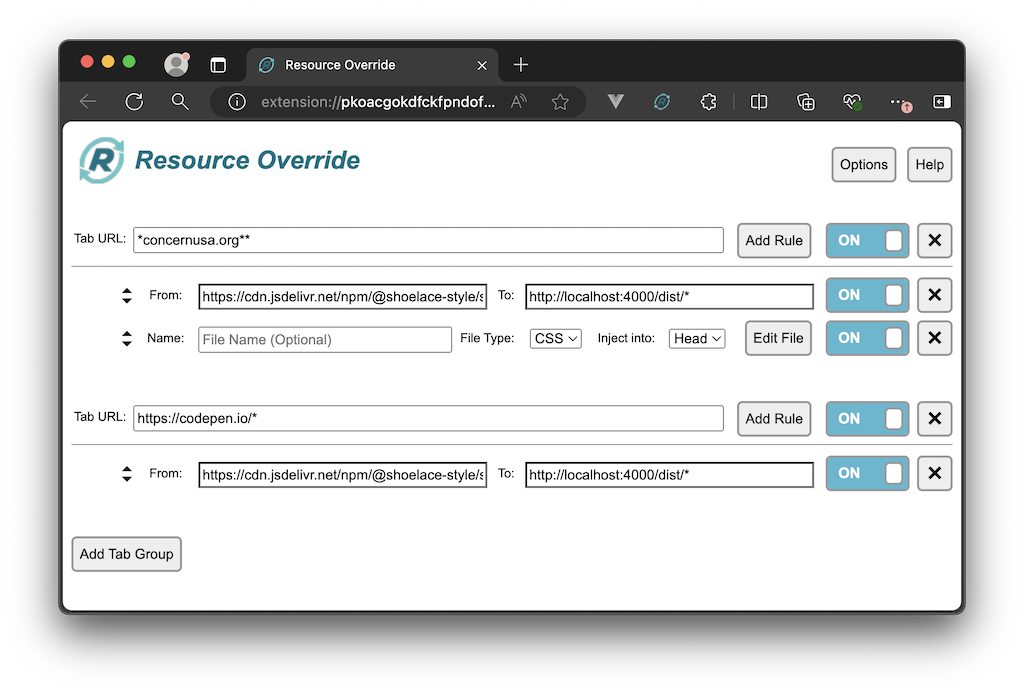 Resource Override
extension://pkoacgokdfckfpndof...
R Resource Override
Options Help
Tab URL: *concernusa.org** Add Rule ON
From: https://cdn.jsdelivr.net/npm/@shoelace-style/s To: http://localhost:4000/dist/* ON
Name: File Name (Optional) File Type: CSS Inject into: Head Edit File ON
Tab URL: https://codepen.io/* Add Rule ON
From: https://cdn.jsdelivr.net/npm/@shoelace-style/s To: http://localhost:4000/dist/* ON
Add Tab Group